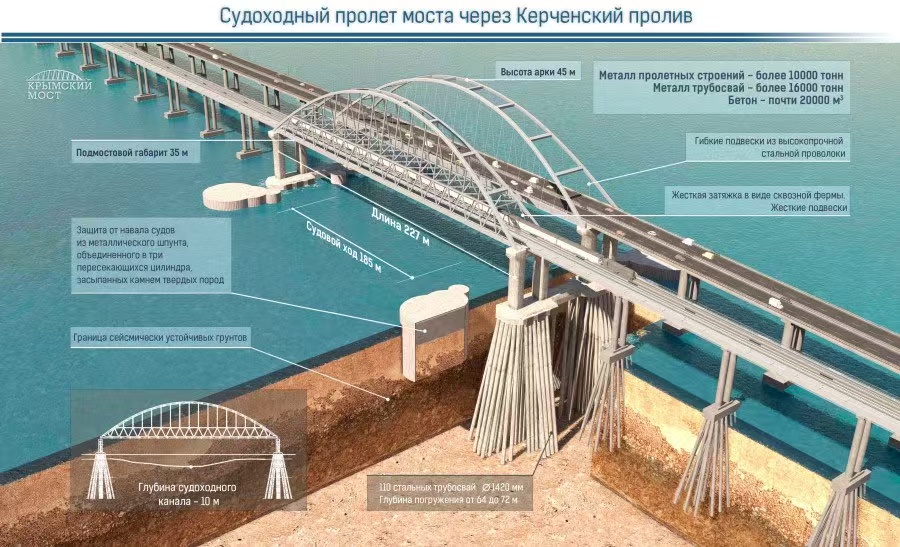 Судоходный пролет моста через Керченский пролив
КРЫМСКИЙ
МОСТ
Высота арки 45 м
Металл пролетных строений – более 10000 тонн
Металл трубосвай – более 16000 тонн
Бетон – почти 20000 м³
Подмостовой габарит 35 м
Гибкие подвески из высокопрочной
стальной проволоки
Жесткая затяжка в виде сквозной фермы.
Жесткие подвески
Длина 227 м
Судовой ход 185 м
Защита от навала судов
из металлического шпунта,
объединенного в три
пересекающихся цилиндра,
засыпанных камнем твердых пород
Граница сейсмически устойчивых грунтов
Глубина судоходного
канала – 10 м
110 стальных трубосвай ∅1420 мм
Глубина погружения от 64 до 72 м